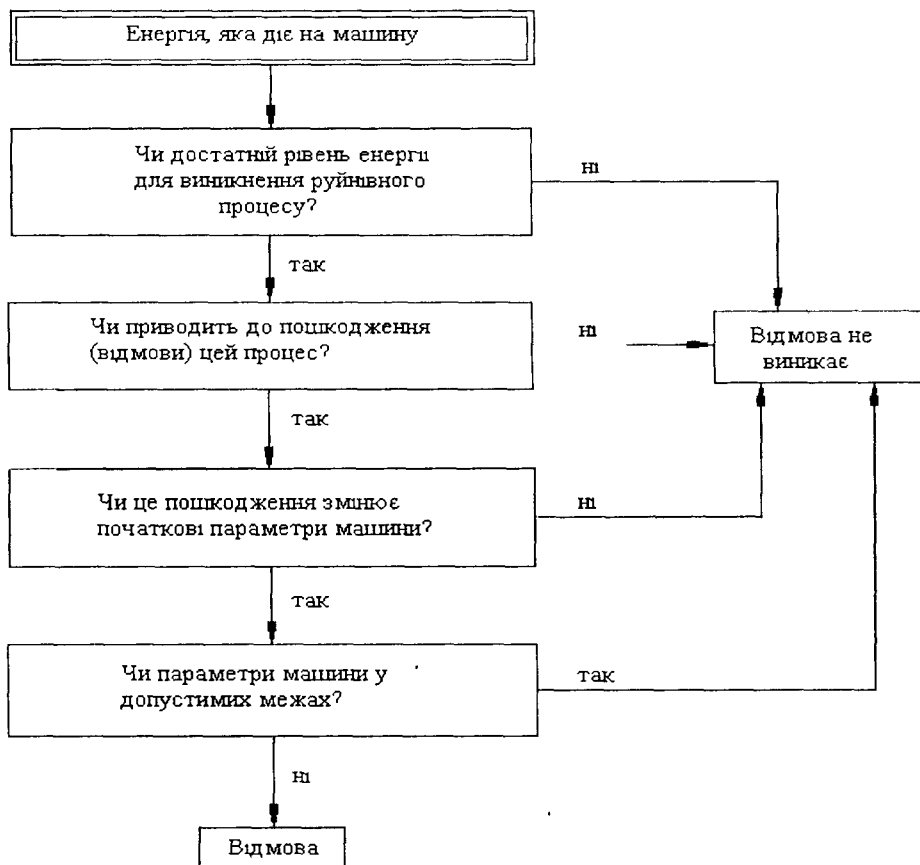 Енергія, яка діє на машину
Чи достатній рівень енергії
для виникнення руйнівного
процесу?
ні
так
Чи приводить до пошкодження
(відмови) цей процес?
ні
Відмова не
виникає
так
Чи це пошкодження змінює
початкові параметри машини?
ні
так
Чи параметри машини у
допустимих межах?
так
ні
Відмова